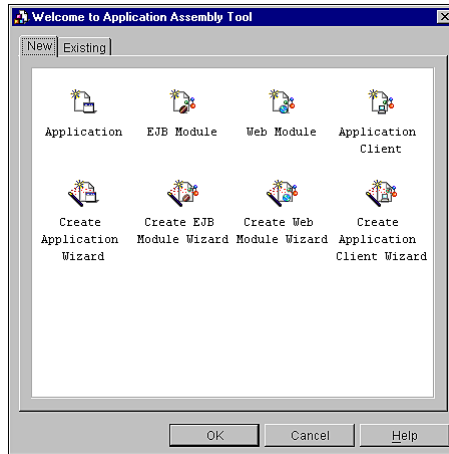 Welcome to Application Assembly Tool
New Existing
Application EJB Module Web Module Application
Client
Create Create EJB Create Web Create
Application Module Wizard Module Wizard Application
Wizard Client Wizard
OK Cancel Help